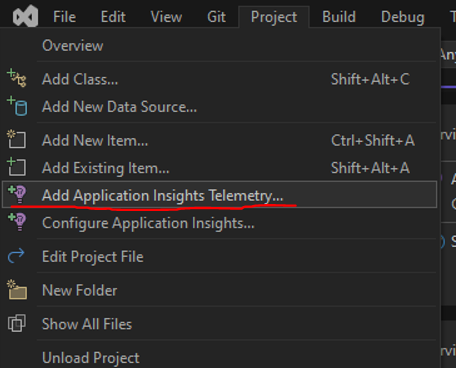 File Edit View Git Project Build Debug
Overview
Add Class... Shift+Alt+C
Add New Data Source...
Add New Item... Ctrl+Shift+A
Add Existing Item... Shift+Alt+A
Add Application Insights Telemetry...
Configure Application Insights...
Edit Project File
New Folder
Show All Files
Unload Project